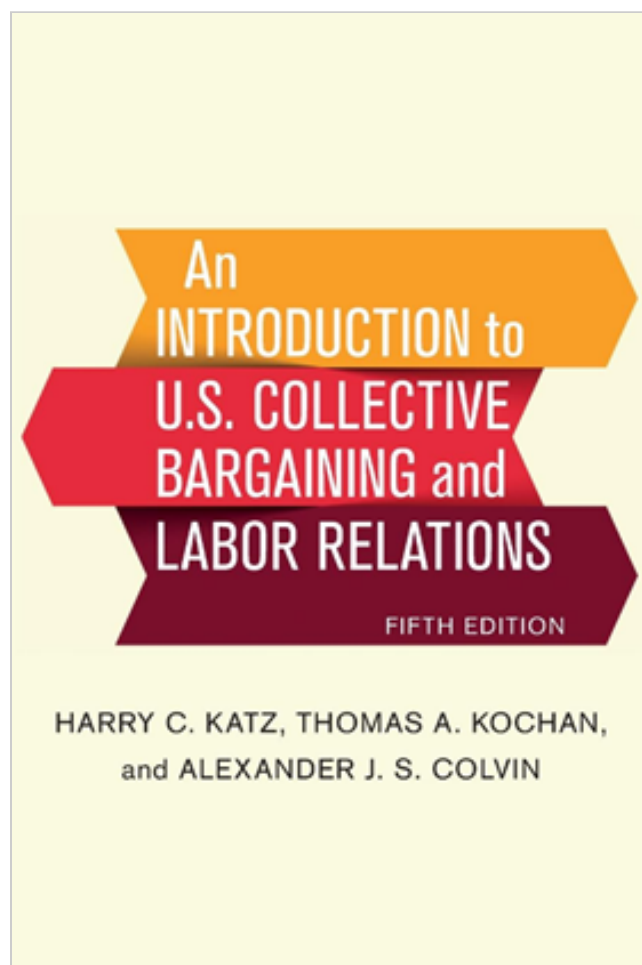 An
INTRODUCTION to
U.S. COLLECTIVE
BARGAINING and
LABOR RELATIONS
FIFTH EDITION
HARRY C. KATZ, THOMAS A. KOCHAN,
and ALEXANDER J. S. COLVIN